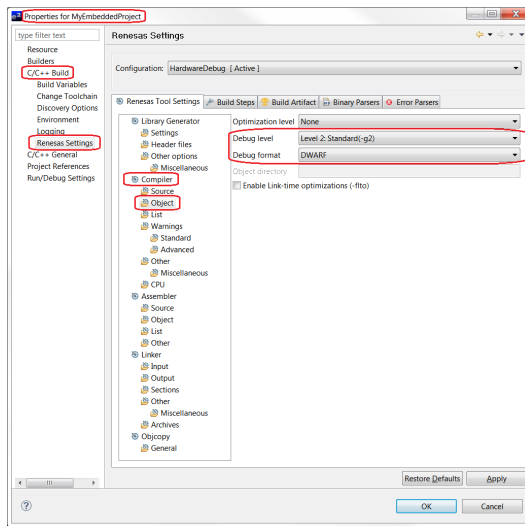 Properties for MyEmbeddedProject
type filter text
Resource
Builders
C/C++ Build
Build Variables
Change Toolchain
Discovery Options
Environment
Logging
Renesas Settings
C/C++ General
Project References
Run/Debug Settings
Renesas Settings
Configuration: HardwareDebug [ Active ]
Renesas Tool Settings Build Steps Build Artifact Binary Parsers Error Parsers
Library Generator
Settings
Header files
Other options
Miscellaneous
Compiler
Source
Object
List
Warnings
Standard
Advanced
Other
Miscellaneous
CPU
Assembler
Source
Object
List
Other
Linker
Input
Output
Sections
Other
Miscellaneous
Archives
Objcopy
General
Optimization level None
Debug level Level 2: Standard(-g2)
Debug format DWARF
Object directory
Enable Link-time optimizations (-flto)
Restore Defaults Apply
OK Cancel